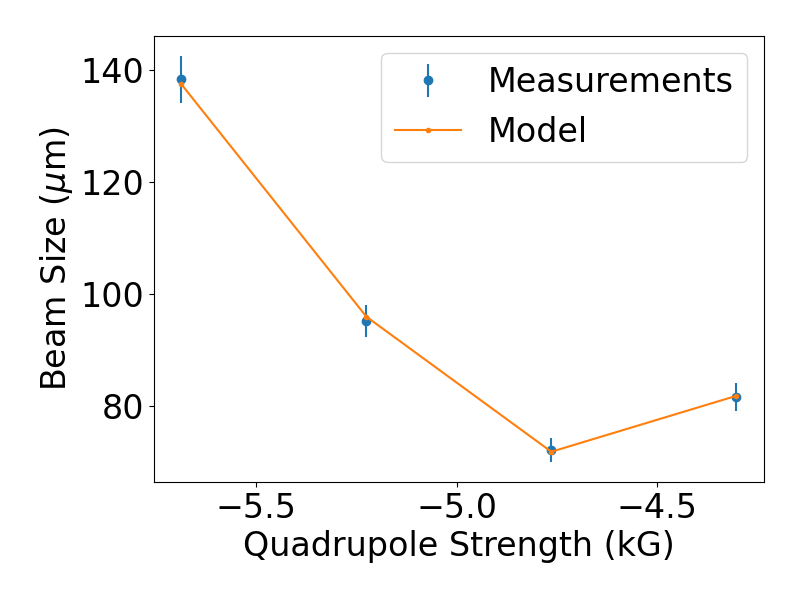 140
120
100
80
Beam Size (μm)
Measurements
Model
−5.5 −5.0 −4.5
Quadrupole Strength (kG)